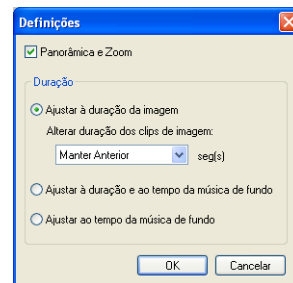 Definições
Panorâmica e Zoom
Duração
Ajustar à duração da imagem
Alterar duração dos clips de imagem:
Manter Anterior seg(s)
Ajustar à duração e ao tempo da música de fundo
Ajustar ao tempo da música de fundo
OK Cancelar